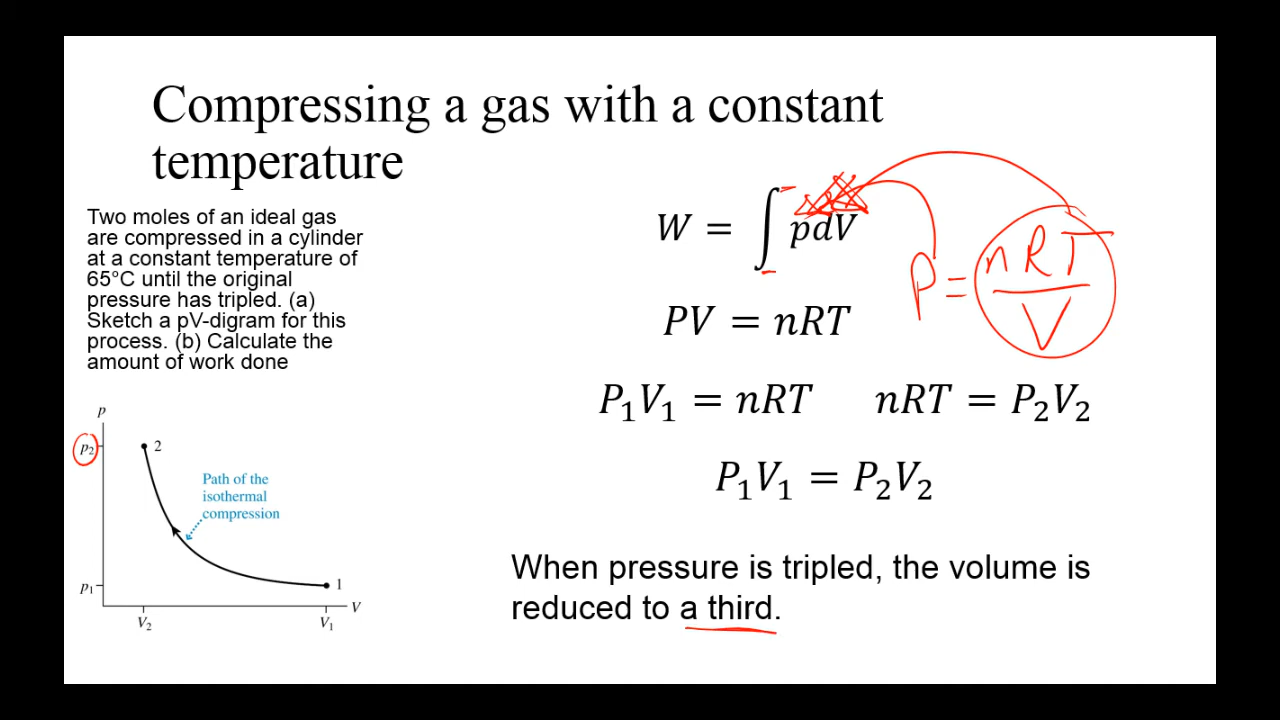 Compressing a gas with a constant
temperature
Two moles of an ideal gas
are compressed in a cylinder
at a constant temperature of
65°C until the original
pressure has tripled. (a)
Sketch a pV-digram for this
process. (b) Calculate the
amount of work done
W = ∫ pdV
P = nRT / V
PV = nRT
P₁V₁ = nRT nRT = P₂V₂
P₁V₁ = P₂V₂
When pressure is tripled, the volume is
reduced to a third.
p
p₂
2
Path of the
isothermal
compression
p₁
1
V
V₂
V₁